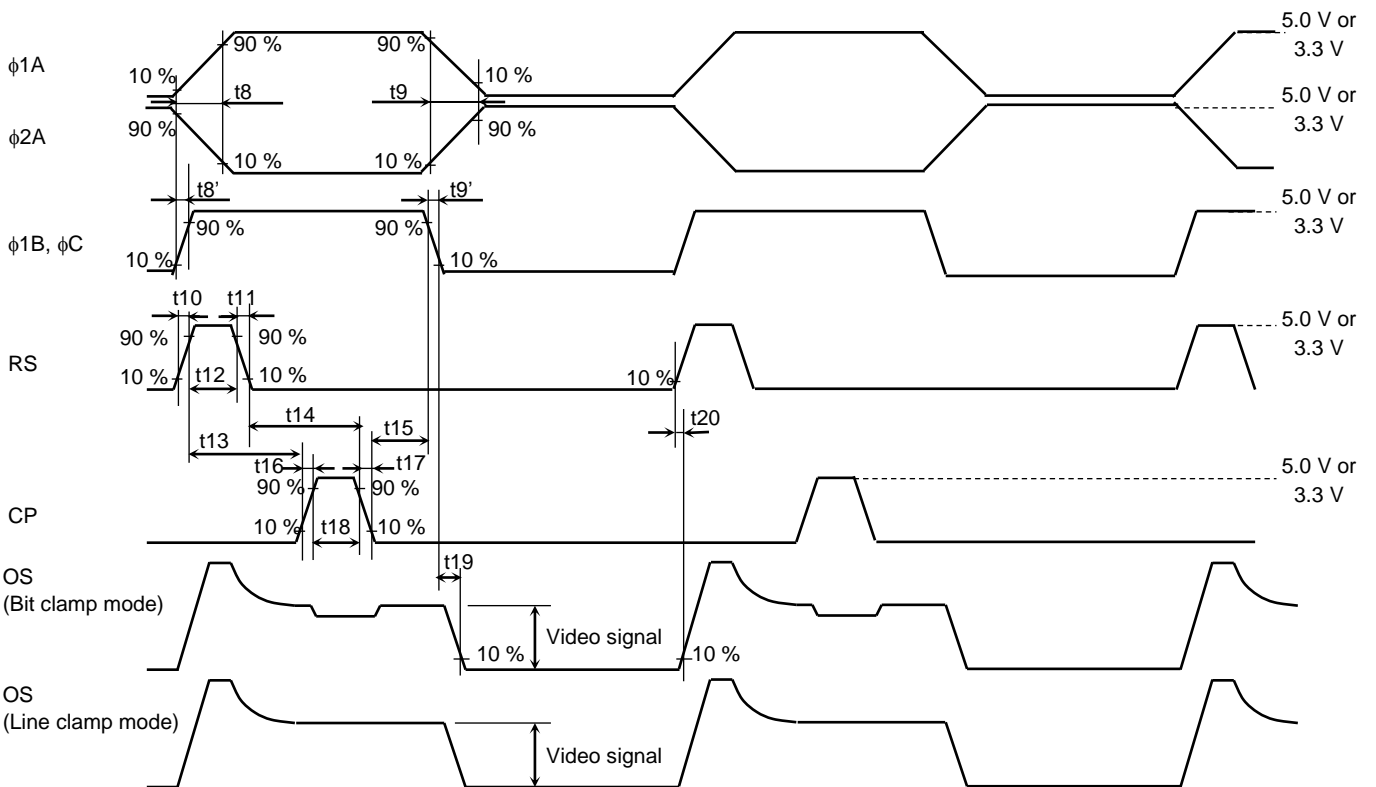 5.0 V or
3.3 V
φ1A
90 %
90 %
10 %
10 %
t8
t9
5.0 V or
3.3 V
φ2A
90 %
90 %
10 %
10 %
t8’
t9’
5.0 V or
3.3 V
φ1B, φC
90 %
90 %
10 %
10 %
t10
t11
5.0 V or
3.3 V
RS
90 %
90 %
10 %
t12
10 %
10 %
t14
t20
t13
t15
t16
t17
5.0 V or
3.3 V
CP
90 %
90 %
10 %
t18
10 %
t19
OS
(Bit clamp mode)
Video signal
10 %
10 %
OS
(Line clamp mode)
Video signal